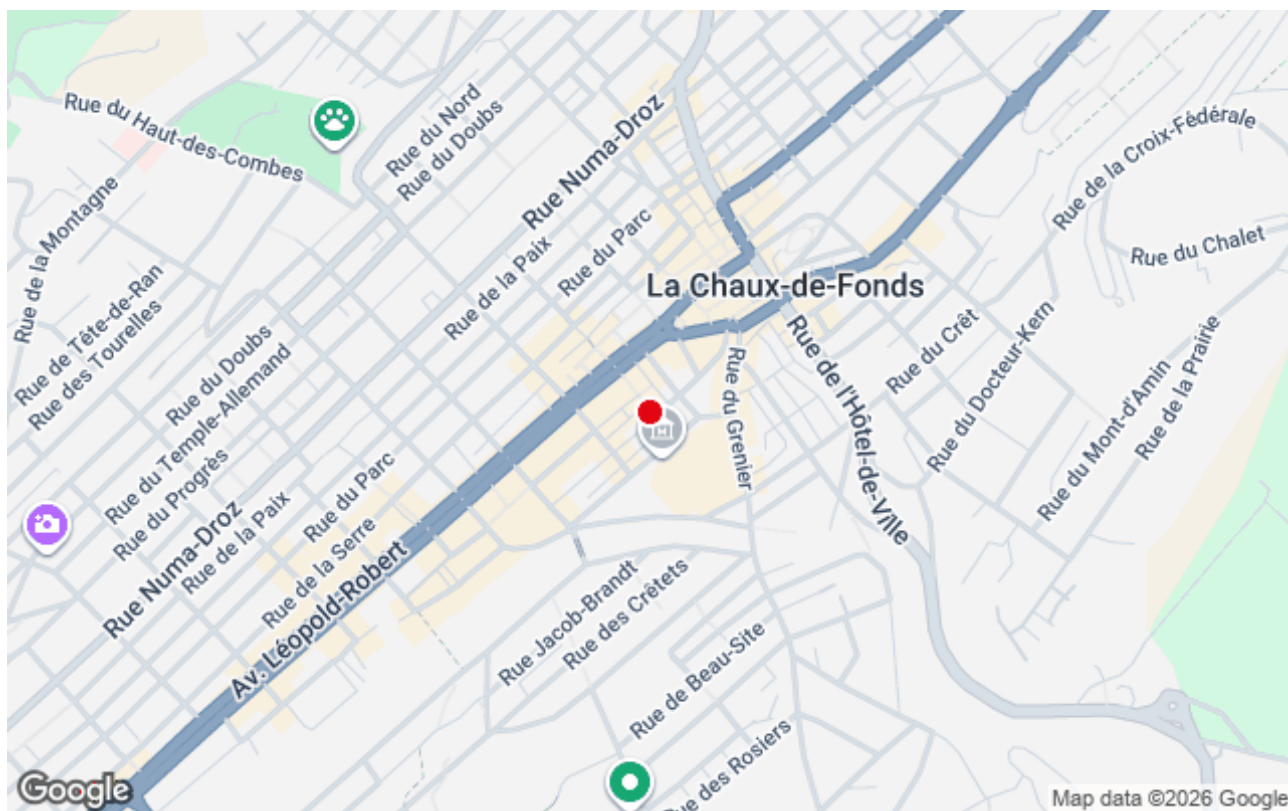 Rue du Haut-des-Combes
Rue du Nord
Rue du Doubs
Rue Numa-Droz
Rue de la Croix-Fédérale
Rue de la Montagne
Rue du Parc
Rue de la Paix
Rue du Chalet
Rue de Tête-de-Ran
Rue des Tourelles
La Chaux-de-Fonds
Rue du Doubs
Rue du Temple-Allemand
Rue du Progrès
Rue du Crêt
Rue du Docteur-Kern
Rue de l'Hôtel-de-Ville
Rue du Grenier
Rue du Mont-d'Amin
Rue de la Prairie
Rue du Parc
Rue de la Paix
Rue Numa-Droz
Rue de la Serre
Av. Léopold-Robert
Rue Jacob-Brandt
Rue des Crêtets
Rue de Beau-Site
Rue des Rosiers
Google
Map data ©2026 Google